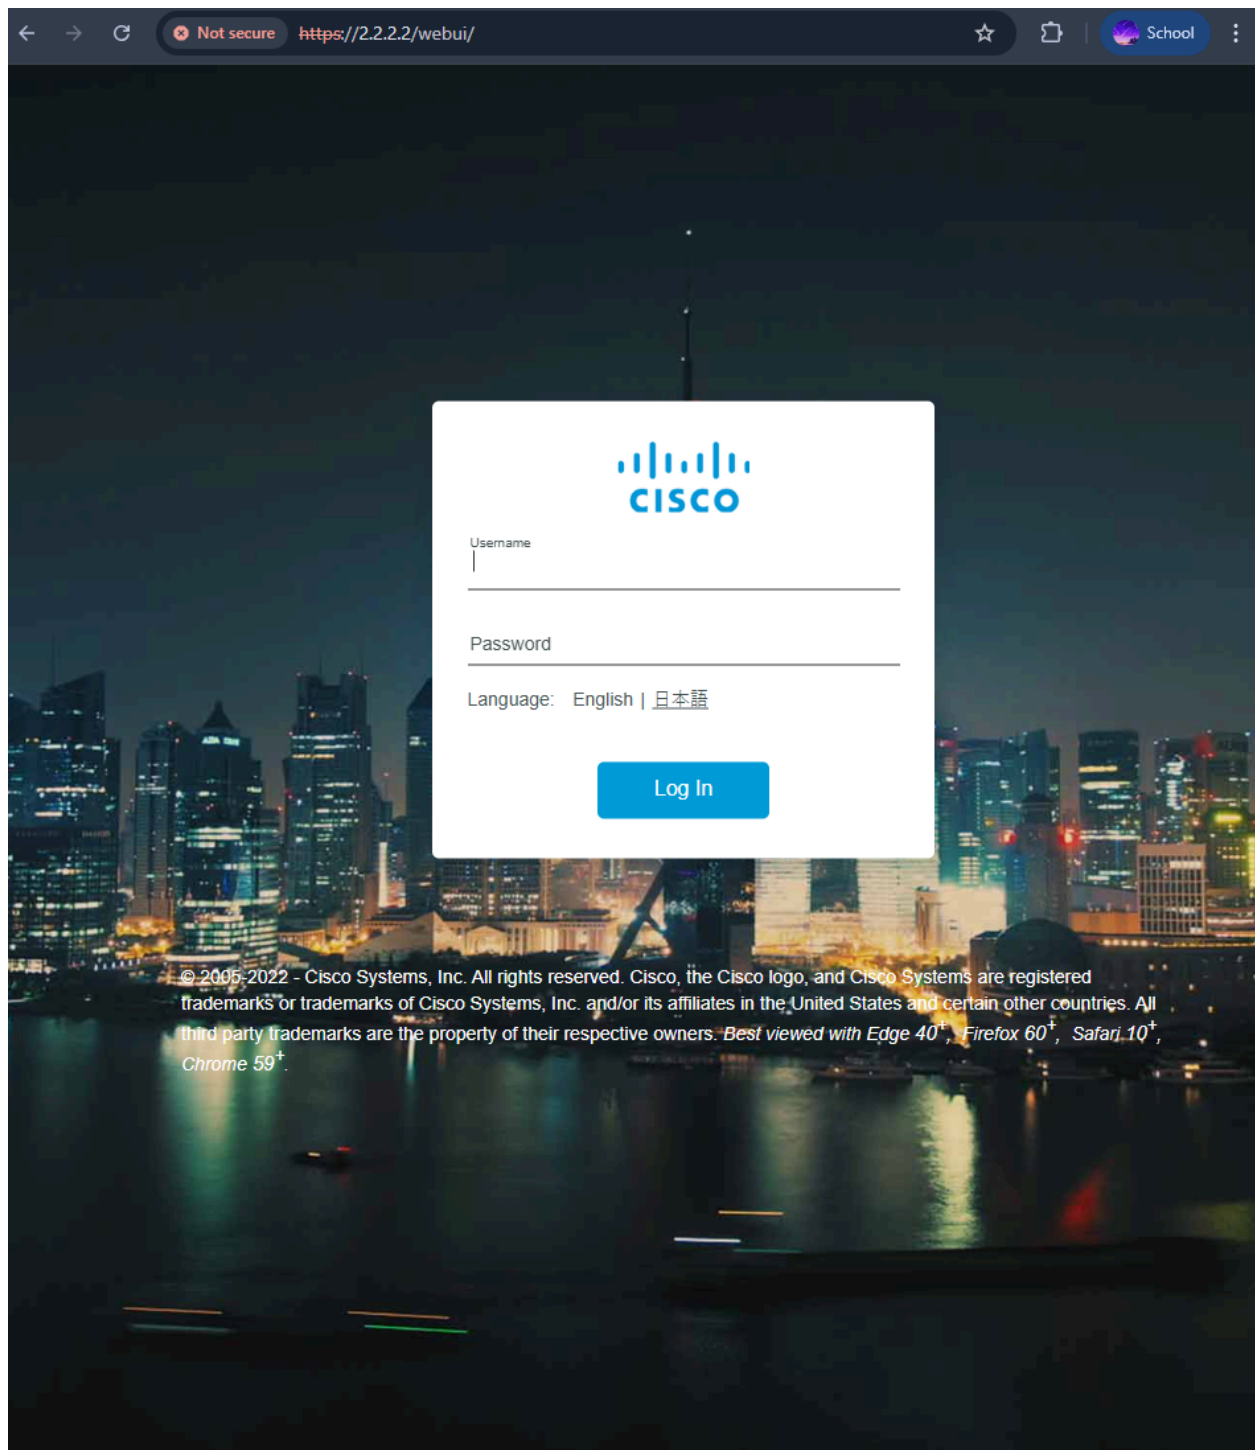 Not secure https://2.2.2.2/webui/ School
CISCO
Username
Password
Language: English | 日本語
Log In
© 2005-2022 - Cisco Systems, Inc. All rights reserved. Cisco, the Cisco logo, and Cisco Systems are registered
trademarks or trademarks of Cisco Systems, Inc. and/or its affiliates in the United States and certain other countries. All
third party trademarks are the property of their respective owners. Best viewed with Edge 40+, Firefox 60+, Safari 10+,
Chrome 59+.